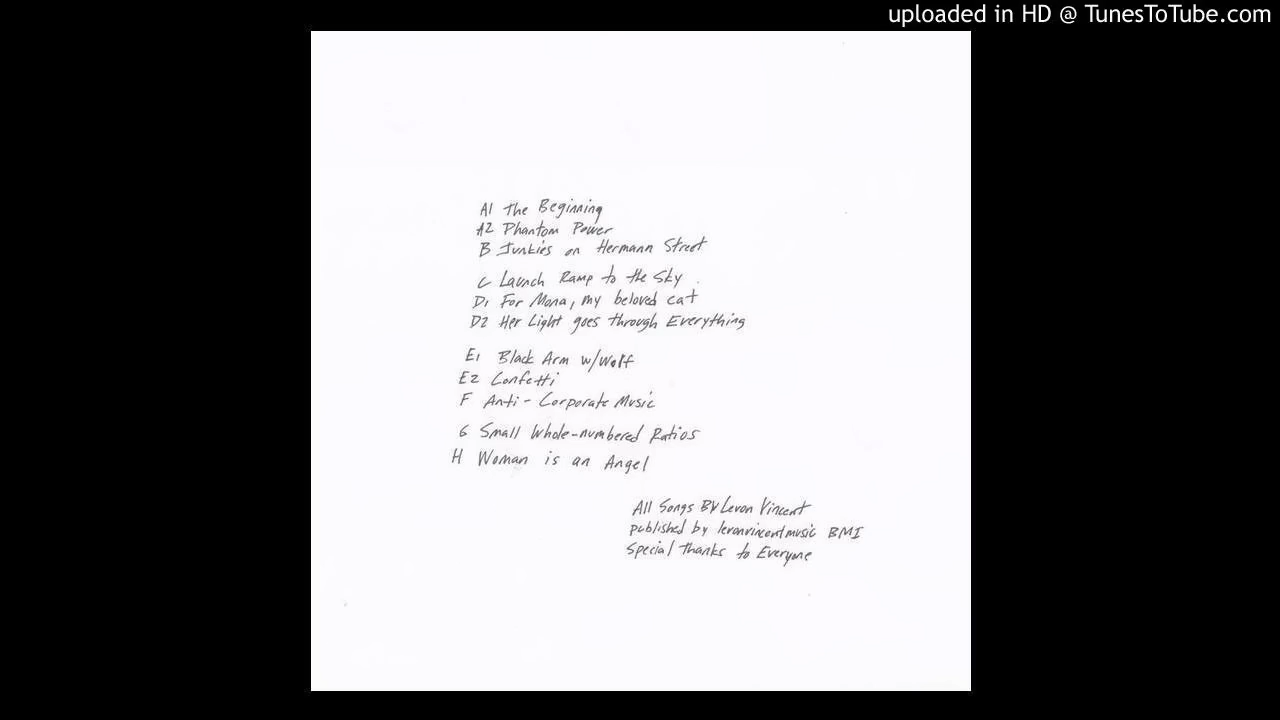 uploaded in HD @ TunesToTube.com
A1 the Beginning
A2 Phantom Power
B Junkies on Hermann Street
C Launch Ramp to the Sky
D1 For Mona, my beloved cat
D2 Her Light goes through Everything
E1 Black Arm w/Wolf
E2 Confetti
F Anti-Corporate Music
G Small Whole-numbered Ratios
H Woman is an Angel
All Songs BY Levon Vincent
published by levonvincentmusic BMI
Special thanks to Everyone